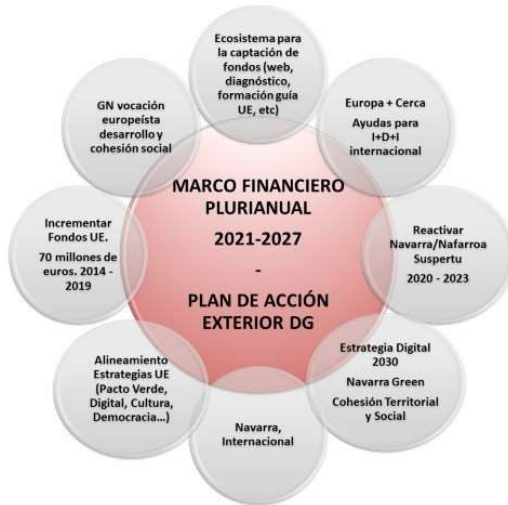 Ecosistema para
la captación de
fondos (web,
diagnóstico,
formación guía
UE, etc)
Europa + Cerca
Ayudas para
I+D+I
internacional
Reactivar
Navarra/Nafarroa
Suspertu
2020 - 2023
Estrategia Digital
2030
Navarra Green
Cohesión Territorial
y Social
Navarra,
Internacional
Alineamiento
Estrategias UE
(Pacto Verde,
Digital, Cultura,
Democracia...)
Incrementar
Fondos UE.
70 millones de
euros. 2014 -
2019
GN vocación
europeísta
desarrollo y
cohesión social
MARCO FINANCIERO
PLURIANUAL
2021-2027
-
PLAN DE ACCIÓN
EXTERIOR DG